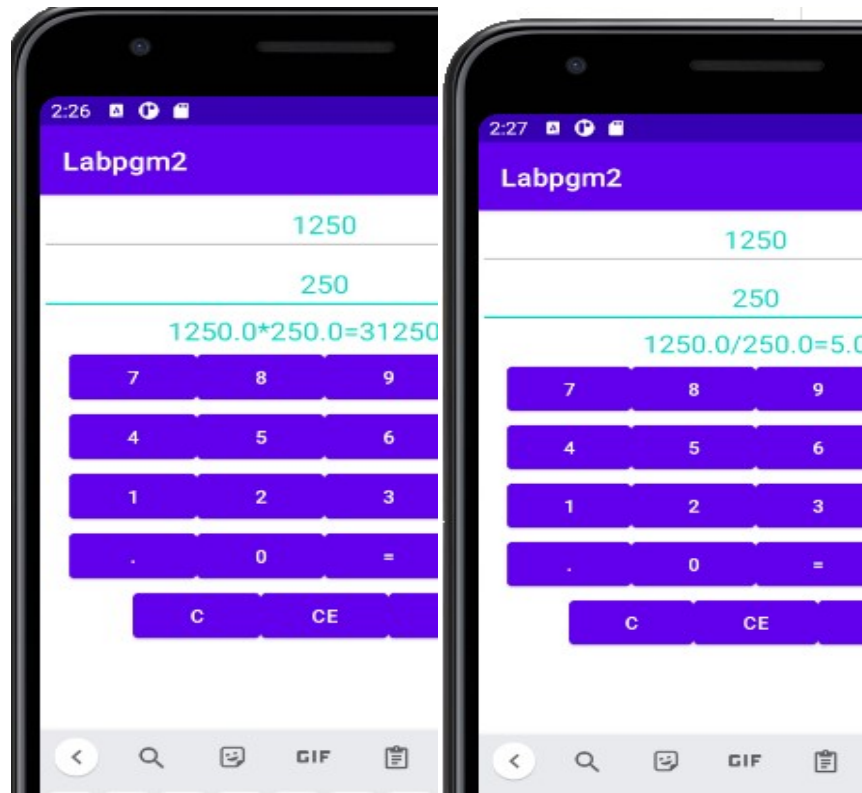 2:26
Labpgm2
1250
250
1250.0*250.0=31250
7 8 9
4 5 6
1 2 3
. 0 =
C CE
GIF
2:27
Labpgm2
1250
250
1250.0/250.0=5.0
7 8 9
4 5 6
1 2 3
. 0 =
C CE
GIF